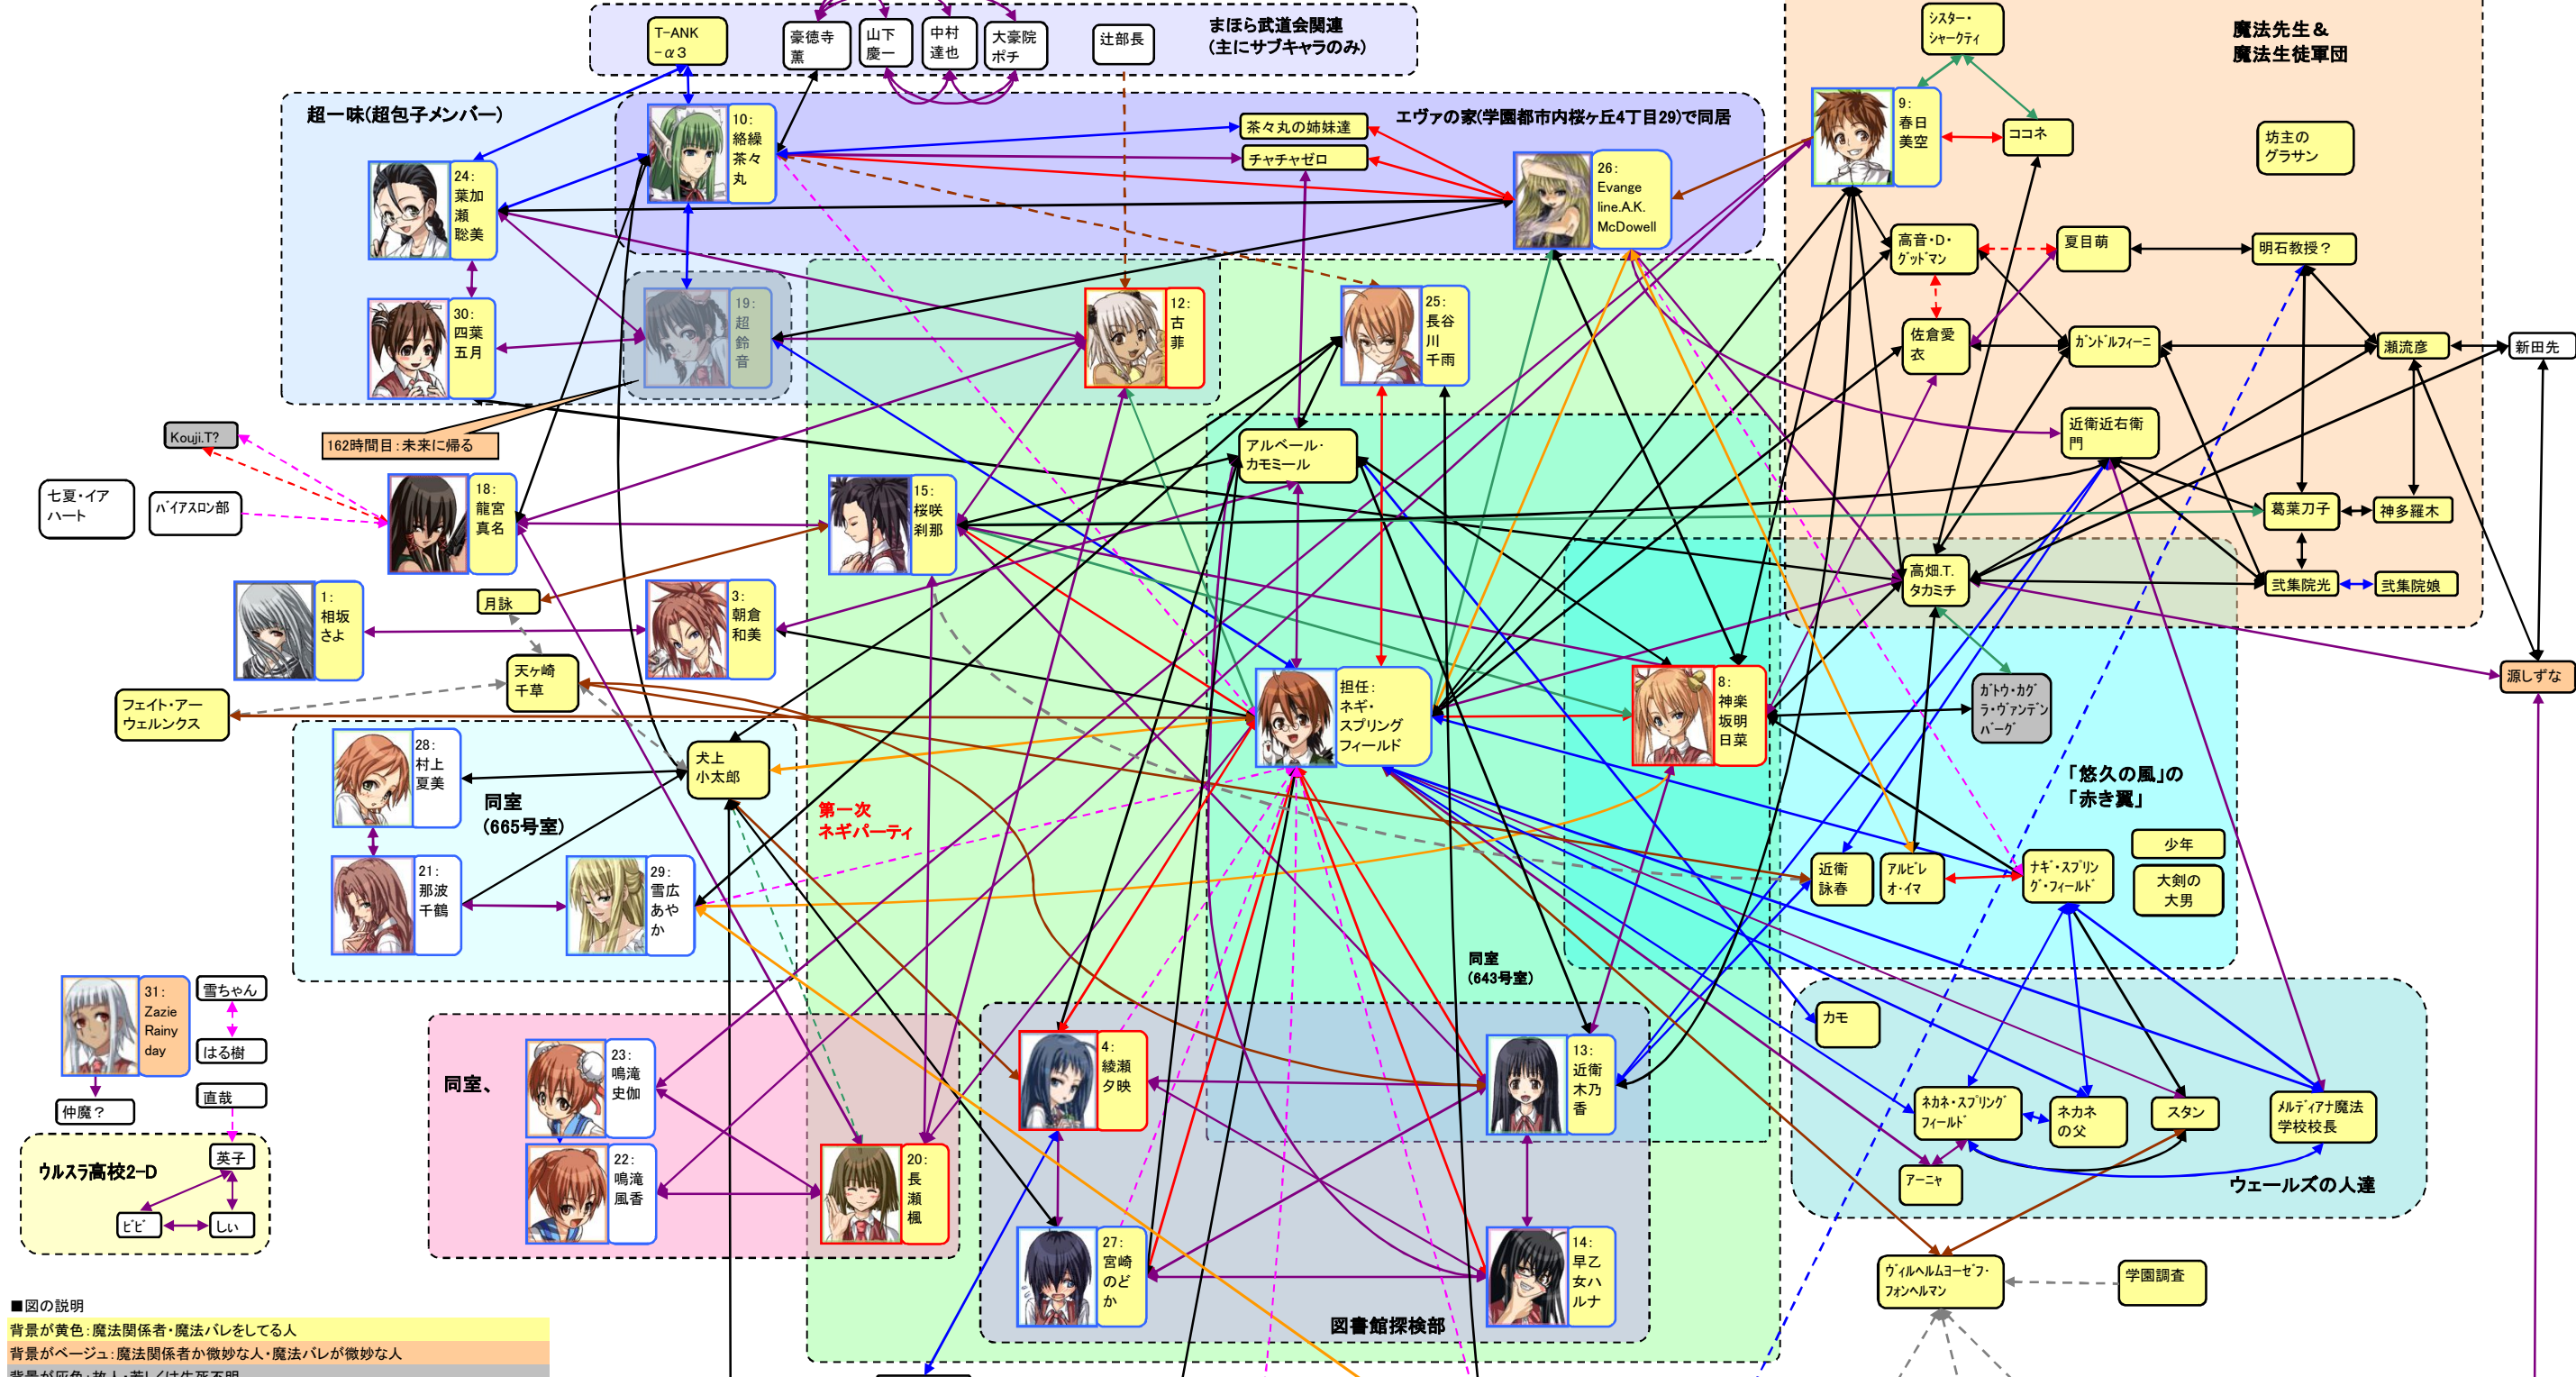 まほら武道会関連
(主にサブキャラのみ)
T-ANK
-α3
豪徳寺
薫
山下
慶一
中村
達也
大豪院
ポチ
辻部長
シスター・
シャークティ
魔法先生&
魔法生徒軍団
超一味(超包子メンバー)
エヴァの家(学園都市内桜ヶ丘4丁目29)で同居
10:
絡繰
茶々
丸
茶々丸の姉妹達
チャチャゼロ
26:
Evange
line.A.K.
McDowell
9:
春日
美空
ココネ
坊主の
グラサン
24:
葉加
瀬
聡美
高音・D・
グッドマン
夏目萌
明石教授?
30:
四葉
五月
19:
超
鈴
音
12:
古
菲
25:
長谷
川
千雨
佐倉愛
衣
ガンドルフィーニ
瀬流彦
新田先
162時間目:未来に帰る
Kouji.T?
七夏・イア
ハート
バイアスロン部
18:
龍宮
真名
15:
桜咲
刹那
アルベール・
カモミール
近衛近右衛
門
葛葉刀子
神多羅木
高畑.T.
タカミチ
弐集院光
弐集院娘
1:
相坂
さよ
月詠
3:
朝倉
和美
天ヶ崎
千草
フェイト・アー
ウェルンクス
担任:
ネギ・
スプリング
フィールド
8:
神楽
坂明
日菜
ガトウ・カグ
ラ・ヴァンデン
バーグ
源しずな
28:
村上
夏美
同室
(665号室)
犬上
小太郎
第一次
ネギパーティ
「悠久の風」の
「赤き翼」
21:
那波
千鶴
29:
雪広
あや
か
近衛
詠春
アルビレ
オ・イマ
ナギ・スプリン
グ・フィールド
少年
大剣の
大男
同室
(643号室)
31:
Zazie
Rainy
day
雪ちゃん
はる樹
直哉
仲魔?
ウルスラ高校2-D
英子
ビビ
しぃ
同室、
23:
鳴滝
史伽
22:
鳴滝
風香
20:
長
瀬
楓
4:
綾瀬
夕映
13:
近衛
木乃
香
27:
宮崎
のど
か
14:
早乙
女ハ
ルナ
図書館探検部
カモ
ネカネ・スプリング
フィールド
ネカネ
の父
スタン
メルディアナ魔法
学校校長
アーニャ
ウェールズの人達
ヴィルヘルムヨーゼフ・
フォンヘルマン
学園調査
■図の説明
背景が黄色:魔法関係者・魔法バレをしてる人
背景がベージュ:魔法関係者か微妙な人・魔法バレが微妙な人
背景が灰色:故人・若しくは生死不明